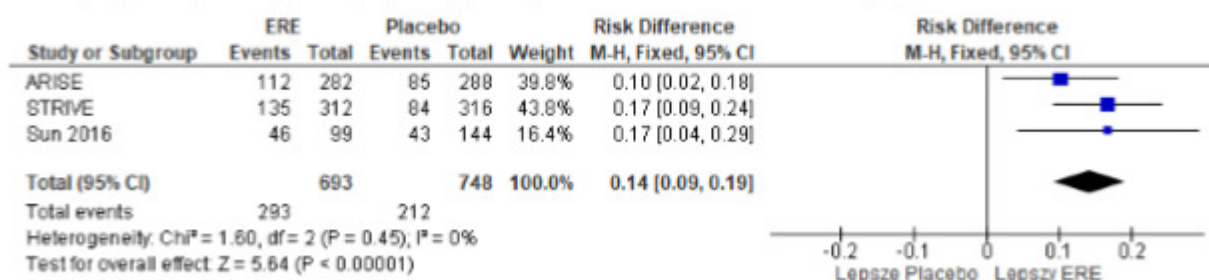 ERE Placebo Risk Difference Risk Difference
Study or Subgroup Events Total Events Total Weight M-H, Fixed, 95% CI M-H, Fixed, 95% CI
ARISE 112 282 85 288 39.8% 0.10 [0.02, 0.18]
STRIVE 135 312 84 316 43.8% 0.17 [0.09, 0.24]
Sun 2016 46 99 43 144 16.4% 0.17 [0.04, 0.29]
Total (95% CI) 693 748 100.0% 0.14 [0.09, 0.19]
Total events 293 212
Heterogeneity: Chi² = 1.60, df = 2 (P = 0.45); I² = 0%
Test for overall effect: Z = 5.64 (P < 0.00001)
-0.2 -0.1 0 0.1 0.2
Lepsze Placebo Lepszy ERE